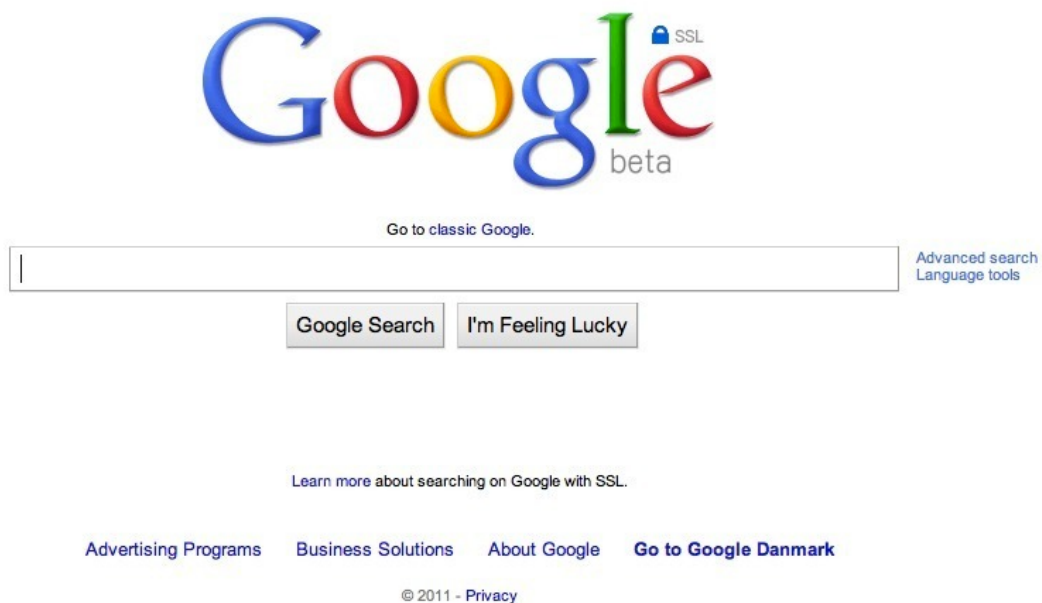 Google
SSL
beta
Go to classic Google.
Advanced search
Language tools
Google Search
I'm Feeling Lucky
Learn more about searching on Google with SSL.
Advertising Programs Business Solutions About Google Go to Google Danmark
© 2011 - Privacy